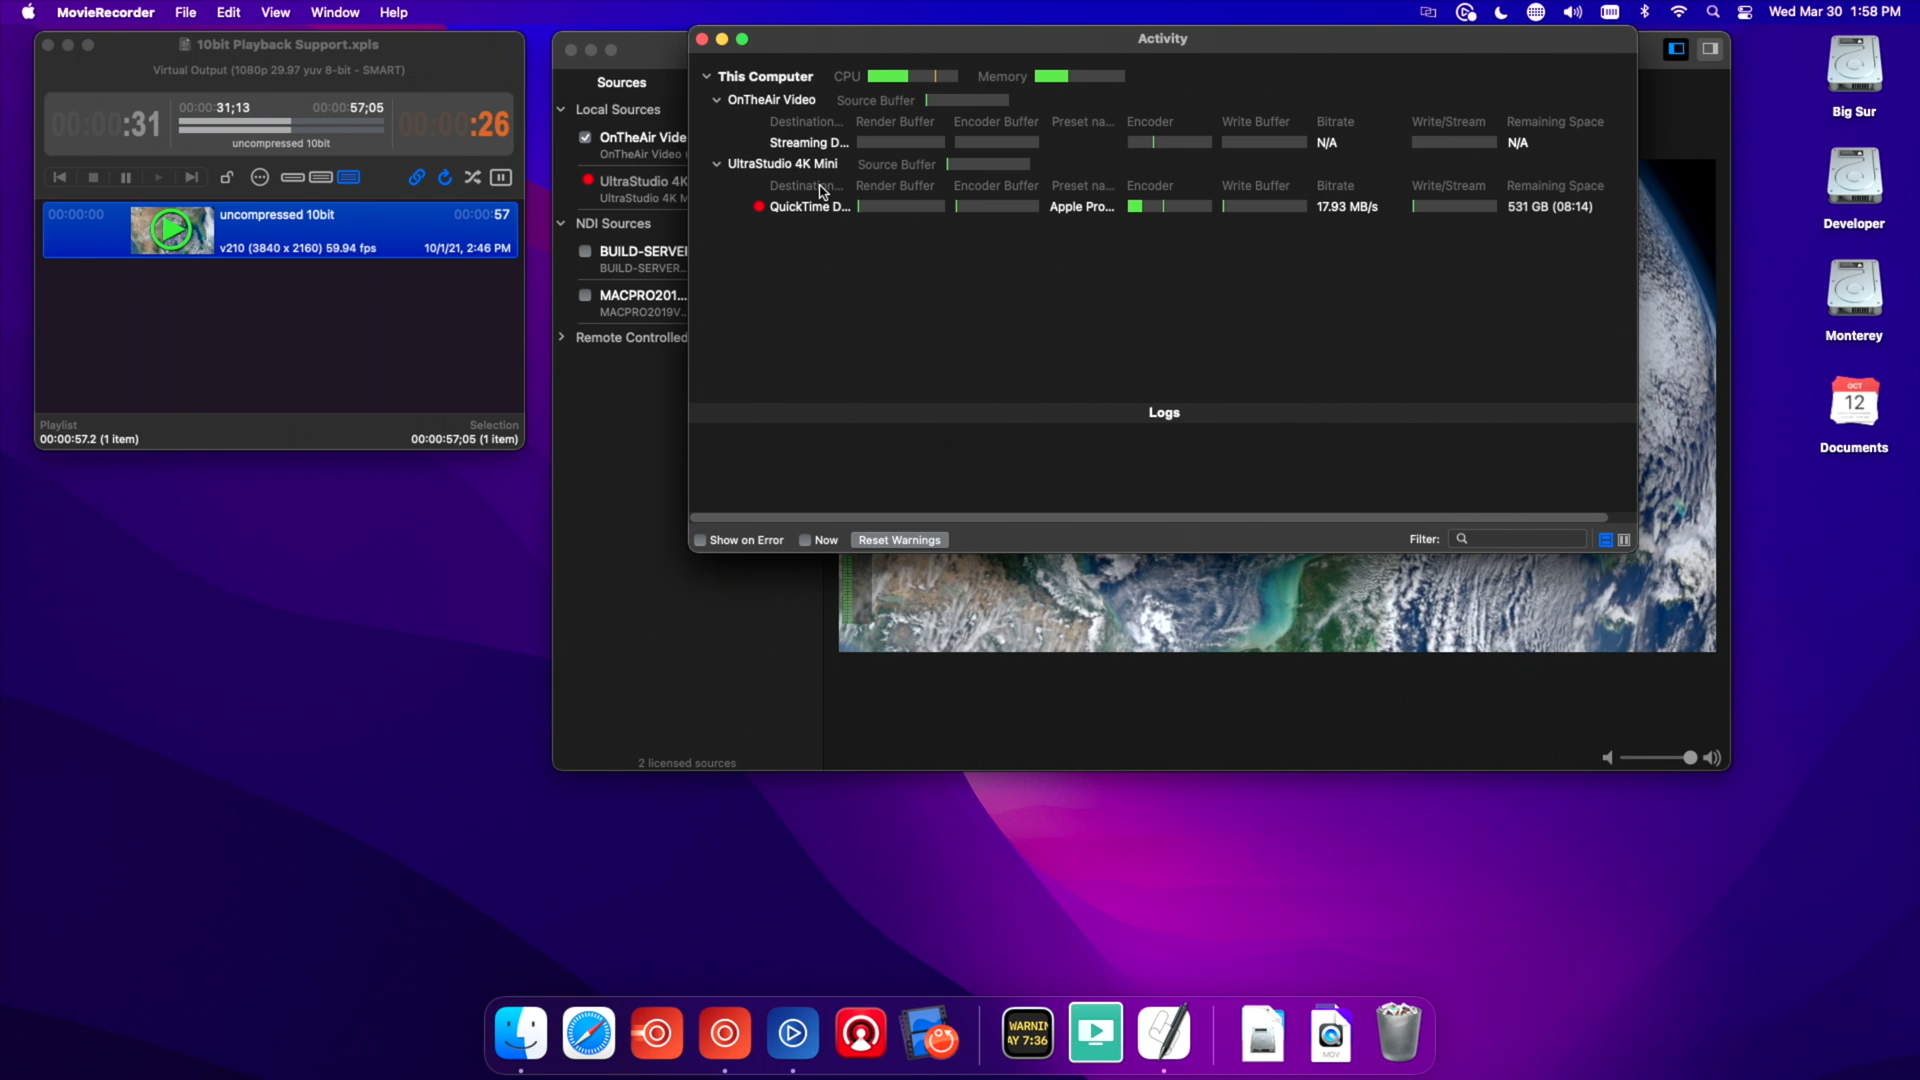 MovieRecorder File Edit View Window Help
Wed Mar 30 1:58 PM
10bit Playback Support.xpls
Virtual Output (1080p 29.97 yuv 8-bit - SMART)
00:00:31
00:00:31;13 00:00:57;05
uncompressed 10bit
00:00:26
00:00:00
uncompressed 10bit 00:00:57
v210 (3840 x 2160) 59.94 fps 10/1/21, 2:46 PM
Playlist Selection
00:00:57.2 (1 item) 00:00:57;05 (1 item)
Sources
Local Sources
OnTheAir Vide
OnTheAir Video
UltraStudio 4K
UltraStudio 4K M
NDI Sources
BUILD-SERVE
BUILD-SERVER...
MACPRO201...
MACPRO2019V...
Remote Controlled
2 licensed sources
Activity
This Computer CPU Memory
OnTheAir Video Source Buffer
Destination... Render Buffer Encoder Buffer Preset na... Encoder Write Buffer Bitrate Write/Stream Remaining Space
Streaming D... N/A N/A
UltraStudio 4K Mini Source Buffer
Destination... Render Buffer Encoder Buffer Preset na... Encoder Write Buffer Bitrate Write/Stream Remaining Space
QuickTime D... Apple Pro... 17.93 MB/s 531 GB (08:14)
Logs
Show on Error Now Reset Warnings Filter:
Big Sur
Developer
Monterey
OCT
12
Documents
WARNIN
AY 7:36
MOV